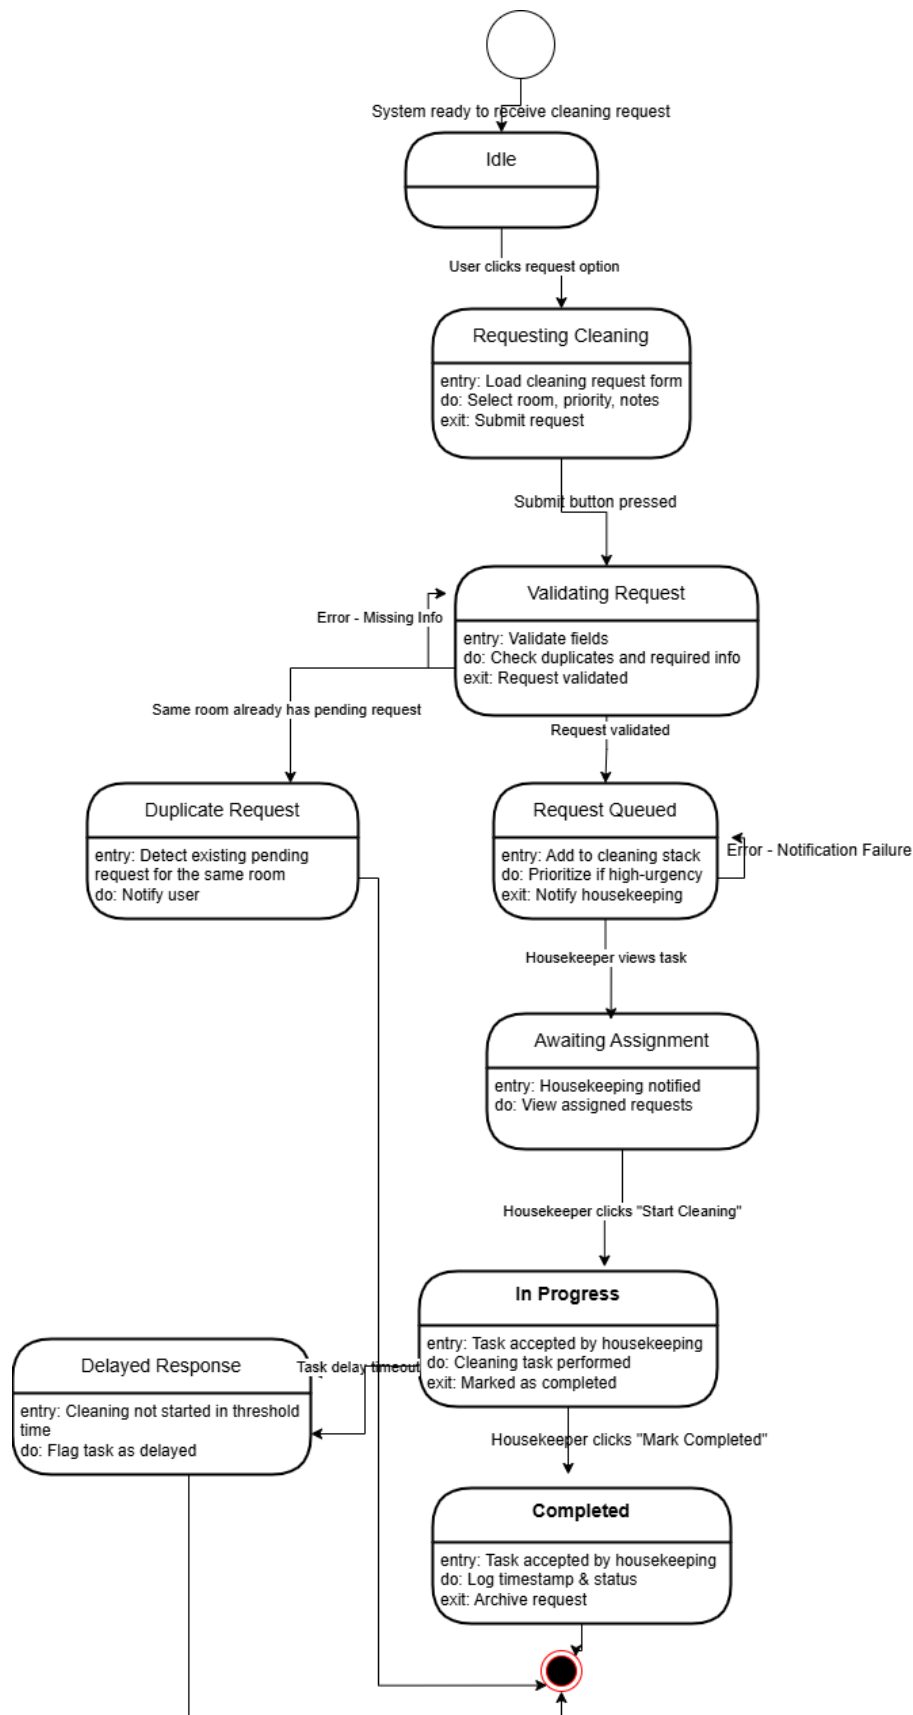 System ready to receive cleaning request
Idle
User clicks request option
Requesting Cleaning
entry: Load cleaning request form
do: Select room, priority, notes
exit: Submit request
Submit button pressed
Validating Request
Error - Missing Info
entry: Validate fields
do: Check duplicates and required info
exit: Request validated
Same room already has pending request
Request validated
Duplicate Request
entry: Detect existing pending
request for the same room
do: Notify user
Request Queued
entry: Add to cleaning stack
do: Prioritize if high-urgency
exit: Notify housekeeping
Error - Notification Failure
Housekeeper views task
Awaiting Assignment
entry: Housekeeping notified
do: View assigned requests
Housekeeper clicks "Start Cleaning"
In Progress
entry: Task accepted by housekeeping
do: Cleaning task performed
exit: Marked as completed
Task delay timeout
Delayed Response
entry: Cleaning not started in threshold
time
do: Flag task as delayed
Housekeeper clicks "Mark Completed"
Completed
entry: Task accepted by housekeeping
do: Log timestamp & status
exit: Archive request